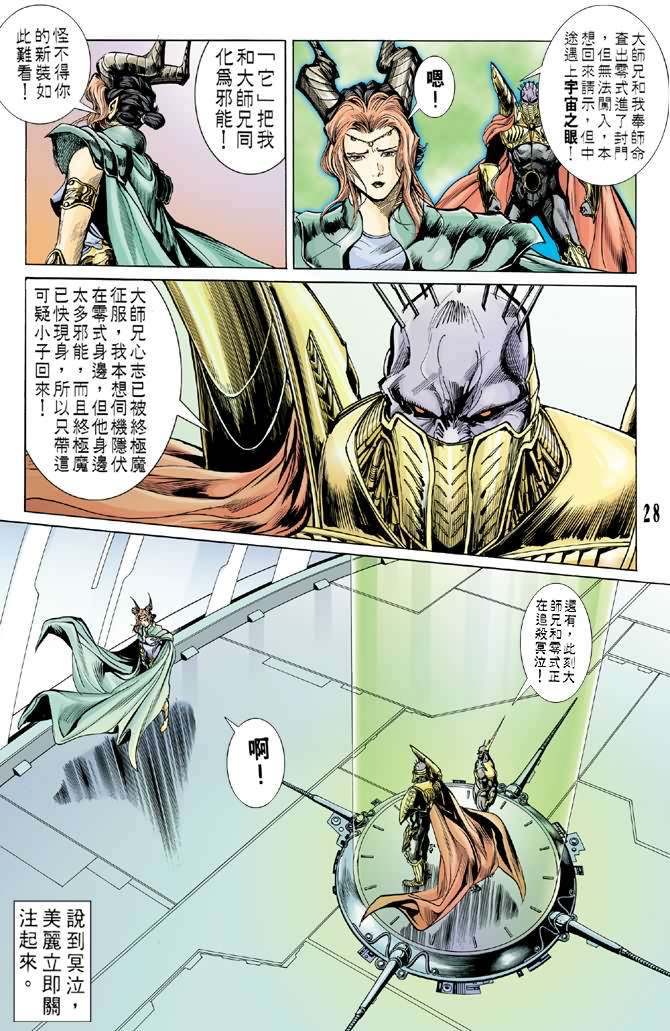 大師兄和我奉師命
査出零式進了封門
，但無法闖入，本
想回來請示，但中
途遇上宇宙之眼！
嗯！
「它」把我
和大師兄同
化爲邪能！
怪不得你
的新裝如
此難看！
大師兄心志已被終極魔
征服，我本想伺機隱伏
在零式身邊，但他身邊
太多邪能，而且終極魔
已快現身，所以只帶這
可疑小子回來！
28
還有，此刻大
師兄和零式正
在追殺冥泣！
啊！
說到冥泣，
美麗立即關
注起來。